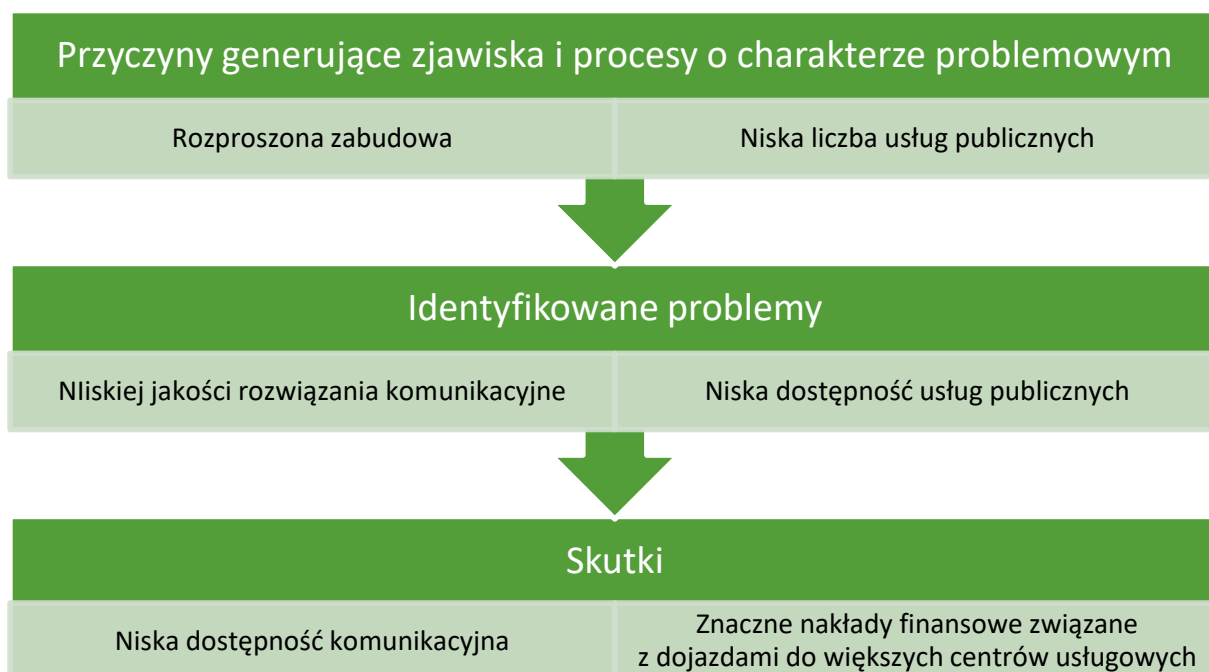 Przyczyny generujące zjawiska i procesy o charakterze problemowym
Rozproszona zabudowa
Niska liczba usług publicznych
Identyfikowane problemy
NIiskiej jakości rozwiązania komunikacyjne
Niska dostępność usług publicznych
Skutki
Niska dostępność komunikacyjna
Znaczne nakłady finansowe związane
z dojazdami do większych centrów usługowych